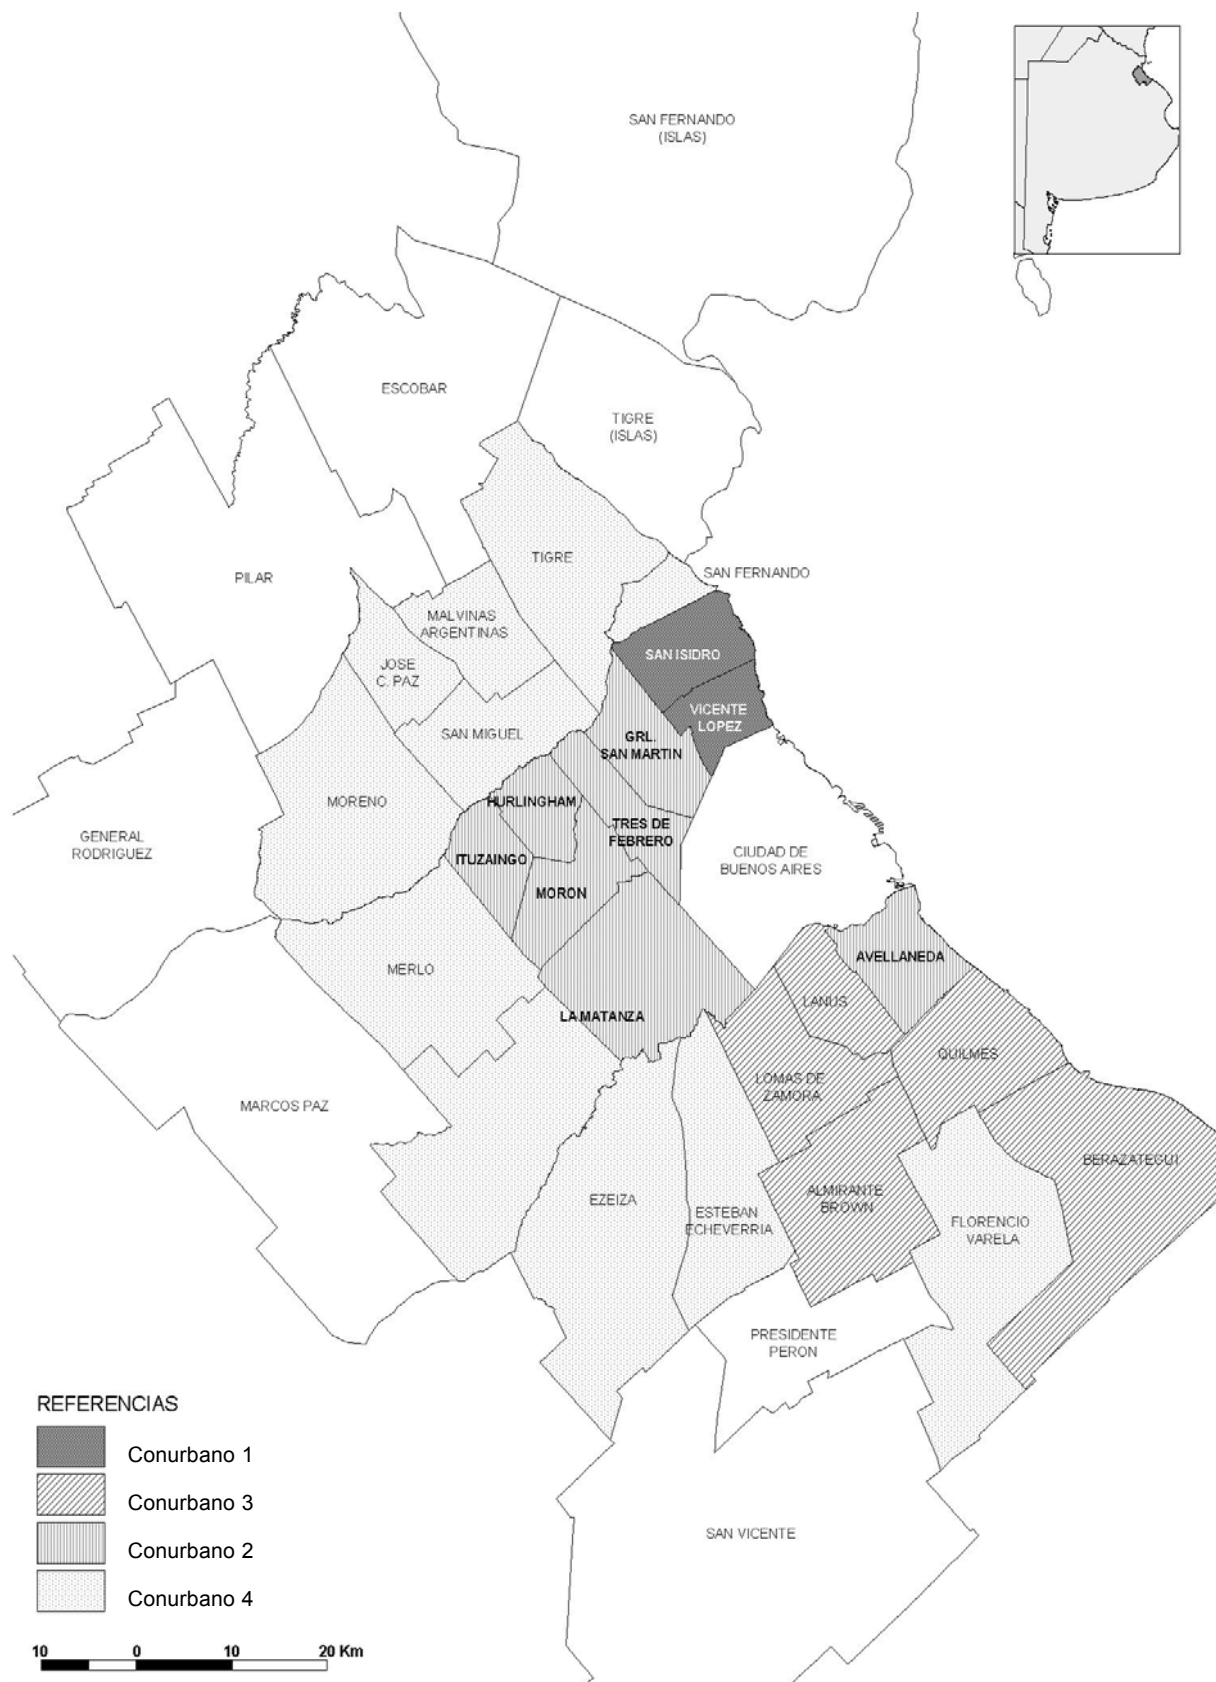 SAN FERNANDO
(ISLAS)
ESCOBAR
TIGRE
(ISLAS)
TIGRE
SAN FERNANDO
PILAR
MALVINAS
ARGENTINAS
SAN ISIDRO
JOSE
C. PAZ
VICENTE
LOPEZ
SAN MIGUEL
GRL.
SAN MARTIN
MORENO
HURLINGHAM
GENERAL
RODRIGUEZ
TRES DE
FEBRERO
CIUDAD DE
BUENOS AIRES
ITUZAINGO
MORON
AVELLANEDA
MERLO
LANUS
LA MATANZA
QUILMES
LOMAS DE
ZAMORA
MARCOS PAZ
BERAZATEGUI
EZEIZA
ALMIRANTE
BROWN
ESTEBAN
ECHEVERRIA
FLORENCIO
VARELA
PRESIDENTE
PERON
REFERENCIAS
Conurbano 1
Conurbano 3
Conurbano 2
Conurbano 4
SAN VICENTE
10 0 10 20 Km